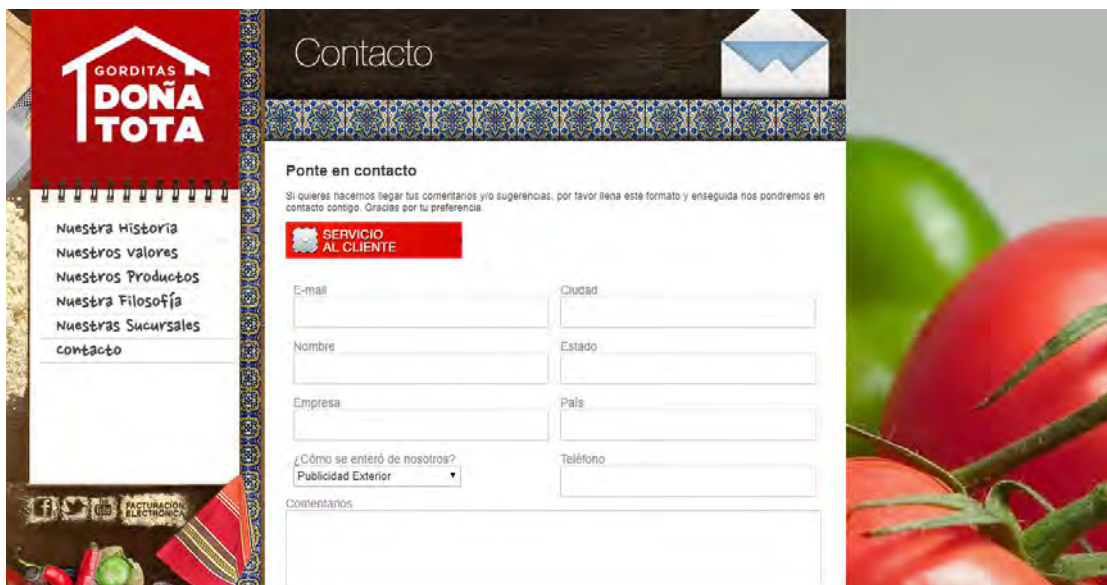 GORDITAS
DOÑA
TOTA
Nuestra Historia
Nuestros valores
Nuestros Productos
Nuestra Filosofía
Nuestras Sucursales
contacto
FACTURACIÓN
ELECTRÓNICA
Contacto
Ponte en contacto
Si quieres hacernos llegar tus comentarios y/o sugerencias, por favor llena este formato y enseguida nos pondremos en
contacto contigo. Gracias por tu preferencia.
SERVICIO
AL CLIENTE
E-mail
Ciudad
Nombre
Estado
Empresa
País
¿Cómo se enteró de nosotros?
Teléfono
Publicidad Exterior
Comentarios